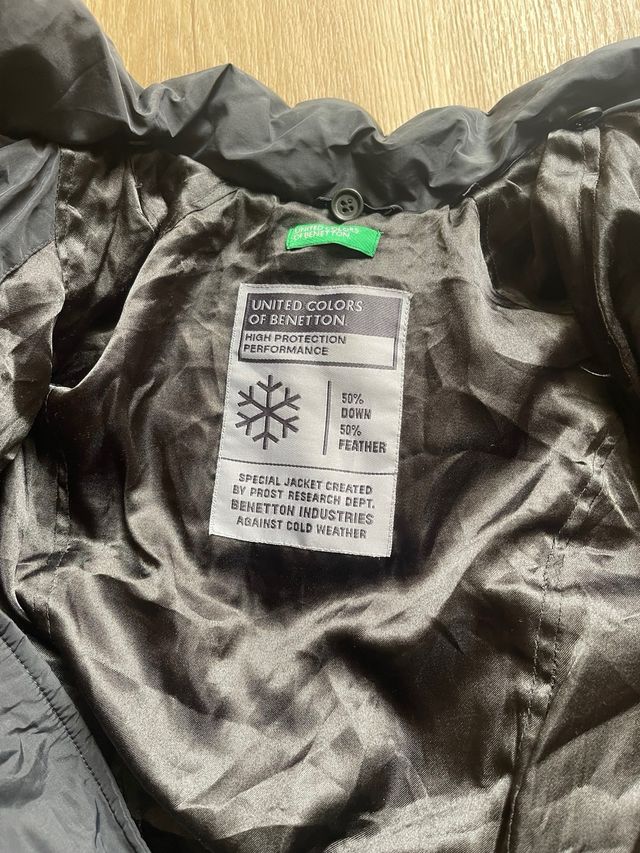 UNITED COLORS
OF BENETTON.
UNITED COLORS
OF BENETTON.
HIGH PROTECTION
PERFORMANCE
50%
DOWN
50%
FEATHER
SPECIAL JACKET CREATED
BY PROST RESEARCH DEPT.
BENETTON INDUSTRIES
AGAINST COLD WEATHER